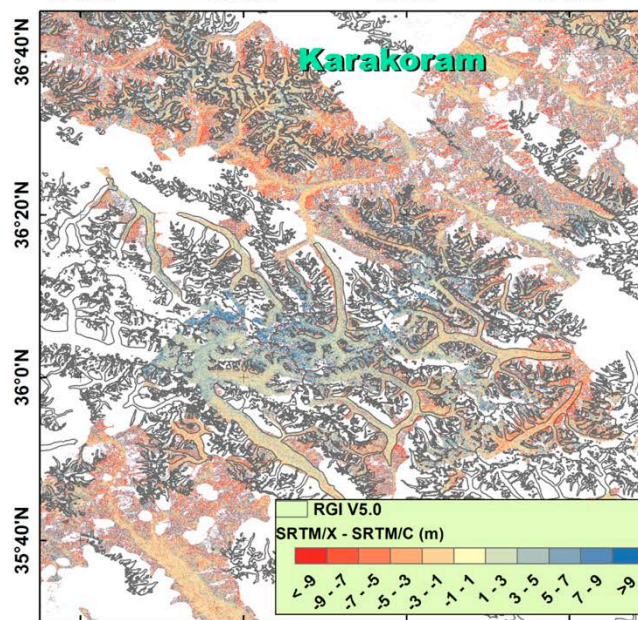 Karakoram
36°40'N
36°20'N
36°0'N
35°40'N
RGI V5.0
SRTM/X - SRTM/C (m)
< -9
-9 - -7
-7 - -5
-5 - -3
-3 - -1
-1 - 1
1 - 3
3 - 5
5 - 7
7 - 9
>9